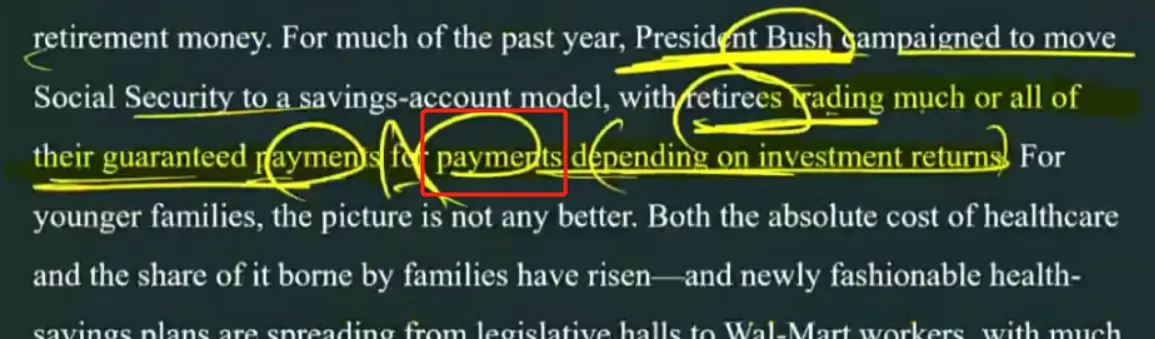 retirement money. For much of the past year, President Bush campaigned to move
Social Security to a savings-account model, with retirees trading much or all of
their guaranteed payments for payments depending on investment returns. For
younger families, the picture is not any better. Both the absolute cost of healthcare
and the share of it borne by families have risen—and newly fashionable health-
savings plans are spreading from legislative halls to Wal-Mart workers, with much